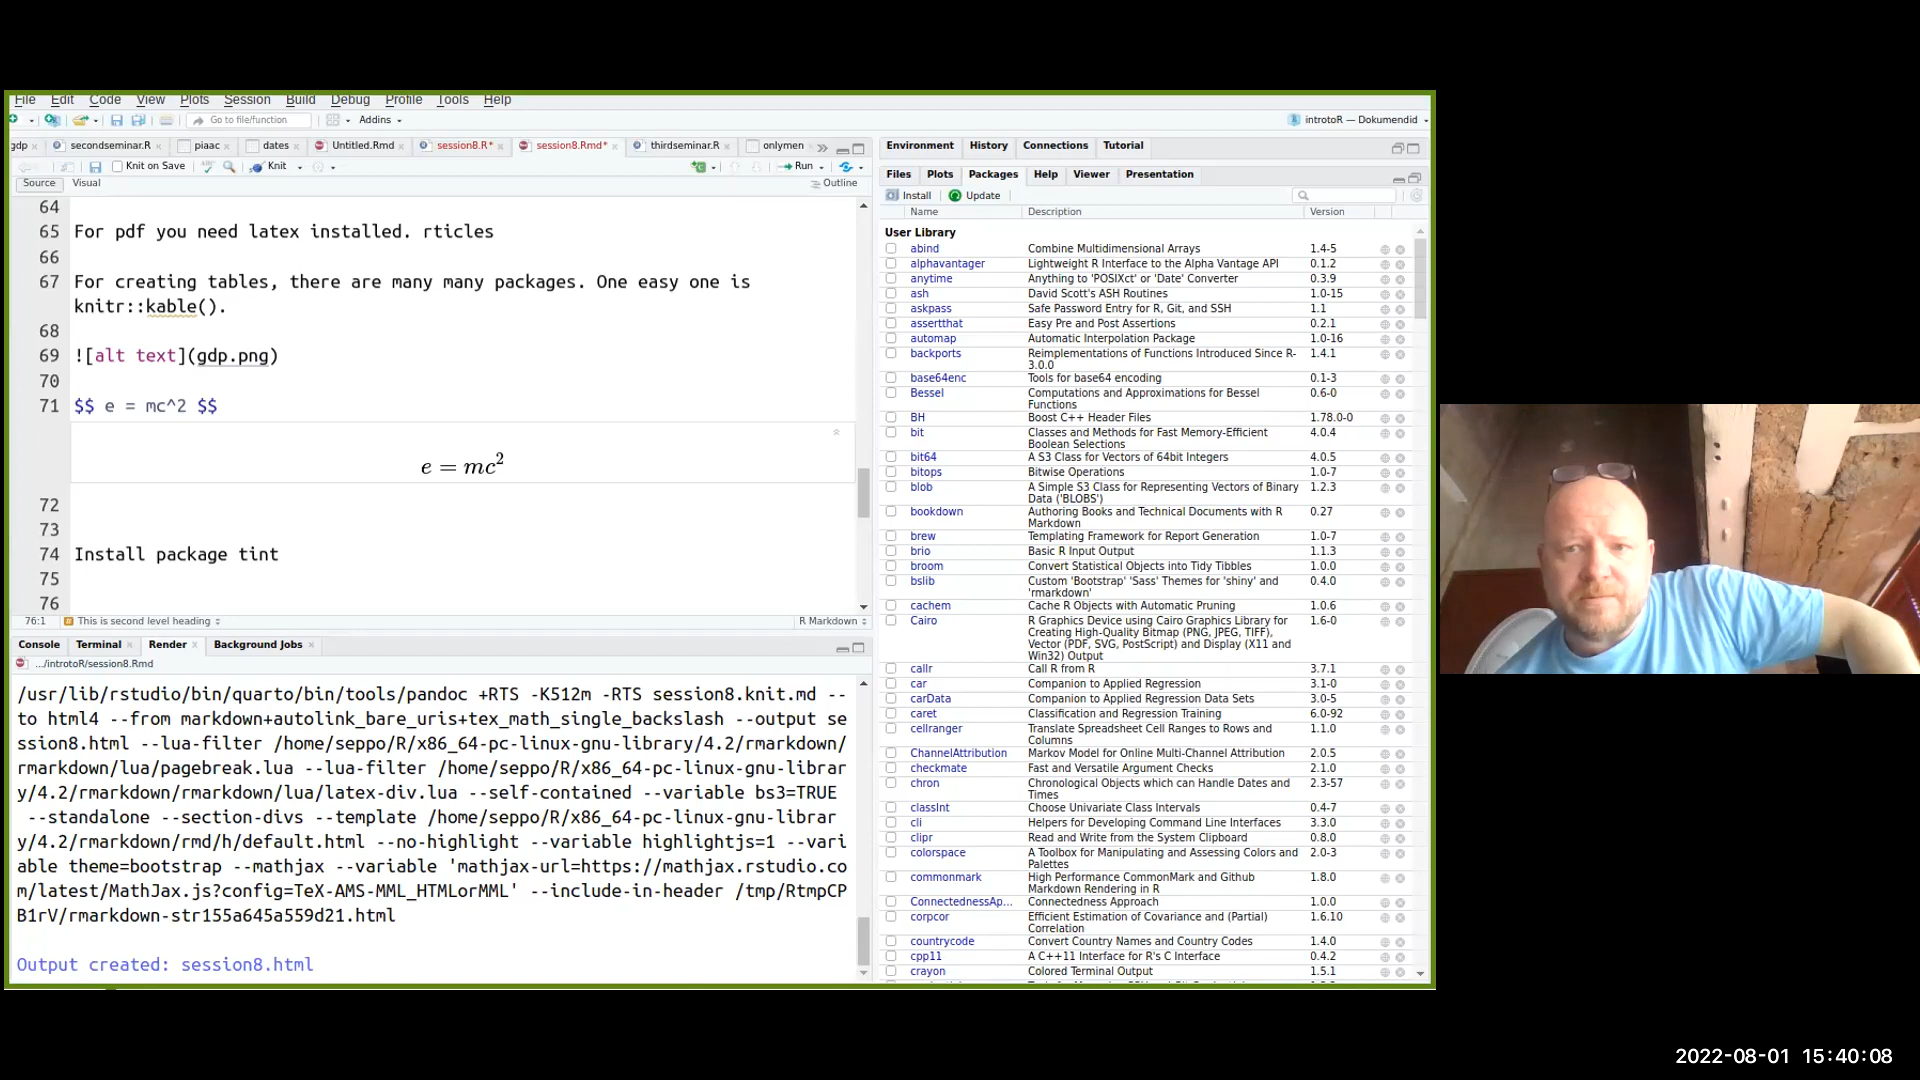 File Edit Code View Plots Session Build Debug Profile Tools Help
Go to file/function Addins introtoR — Dokumendid
gdp secondseminar.R piaac dates Untitled.Rmd session8.R* session8.Rmd* thirdseminar.R onlymen
Knit on Save Knit Run
Source Visual Outline
64
65 For pdf you need latex installed. rticles
66
67 For creating tables, there are many many packages. One easy one is
knitr::kable().
68
69 ![alt text](gdp.png)
70
71 $$ e = mc^2 $$
e = mc²
72
73
74 Install package tint
75
76
76:1 This is second level heading R Markdown
Console Terminal Render Background Jobs
.../introtoR/session8.Rmd
/usr/lib/rstudio/bin/quarto/bin/tools/pandoc +RTS -K512m -RTS session8.knit.md --
to html4 --from markdown+autolink_bare_uris+tex_math_single_backslash --output se
ssion8.html --lua-filter /home/seppo/R/x86_64-pc-linux-gnu-library/4.2/rmarkdown/
rmarkdown/lua/pagebreak.lua --lua-filter /home/seppo/R/x86_64-pc-linux-gnu-librar
y/4.2/rmarkdown/rmarkdown/lua/latex-div.lua --self-contained --variable bs3=TRUE
--standalone --section-divs --template /home/seppo/R/x86_64-pc-linux-gnu-librar
y/4.2/rmarkdown/rmd/h/default.html --no-highlight --variable highlightjs=1 --vari
able theme=bootstrap --mathjax --variable 'mathjax-url=https://mathjax.rstudio.co
m/latest/MathJax.js?config=TeX-AMS-MML_HTMLorMML' --include-in-header /tmp/RtmpCP
B1rV/rmarkdown-str155a645a559d21.html
Output created: session8.html
Environment History Connections Tutorial
Files Plots Packages Help Viewer Presentation
Install Update
Name Description Version
User Library
abind Combine Multidimensional Arrays 1.4-5
alphavantager Lightweight R Interface to the Alpha Vantage API 0.1.2
anytime Anything to 'POSIXct' or 'Date' Converter 0.3.9
ash David Scott's ASH Routines 1.0-15
askpass Safe Password Entry for R, Git, and SSH 1.1
assertthat Easy Pre and Post Assertions 0.2.1
automap Automatic Interpolation Package 1.0-16
backports Reimplementations of Functions Introduced Since R- 1.4.1
3.0.0
base64enc Tools for base64 encoding 0.1-3
Bessel Computations and Approximations for Bessel 0.6-0
Functions
BH Boost C++ Header Files 1.78.0-0
bit Classes and Methods for Fast Memory-Efficient 4.0.4
Boolean Selections
bit64 A S3 Class for Vectors of 64bit Integers 4.0.5
bitops Bitwise Operations 1.0-7
blob A Simple S3 Class for Representing Vectors of Binary 1.2.3
Data ('BLOBS')
bookdown Authoring Books and Technical Documents with R 0.27
Markdown
brew Templating Framework for Report Generation 1.0-7
brio Basic R Input Output 1.1.3
broom Convert Statistical Objects into Tidy Tibbles 1.0.0
bslib Custom 'Bootstrap' 'Sass' Themes for 'shiny' and 0.4.0
'rmarkdown'
cachem Cache R Objects with Automatic Pruning 1.0.6
Cairo R Graphics Device using Cairo Graphics Library for 1.6-0
Creating High-Quality Bitmap (PNG, JPEG, TIFF),
Vector (PDF, SVG, PostScript) and Display (X11 and
Win32) Output
callr Call R from R 3.7.1
car Companion to Applied Regression 3.1-0
carData Companion to Applied Regression Data Sets 3.0-5
caret Classification and Regression Training 6.0-92
cellranger Translate Spreadsheet Cell Ranges to Rows and 1.1.0
Columns
ChannelAttribution Markov Model for Online Multi-Channel Attribution 2.0.5
checkmate Fast and Versatile Argument Checks 2.1.0
chron Chronological Objects which can Handle Dates and 2.3-57
Times
classInt Choose Univariate Class Intervals 0.4-7
cli Helpers for Developing Command Line Interfaces 3.3.0
clipr Read and Write from the System Clipboard 0.8.0
colorspace A Toolbox for Manipulating and Assessing Colors and 2.0-3
Palettes
commonmark High Performance CommonMark and Github 1.8.0
Markdown Rendering in R
ConnectednessAp... Connectedness Approach 1.0.0
corpcor Efficient Estimation of Covariance and (Partial) 1.6.10
Correlation
countrycode Convert Country Names and Country Codes 1.4.0
cpp11 A C++11 Interface for R's C Interface 0.4.2
crayon Colored Terminal Output 1.5.1
2022-08-01 15:40:08